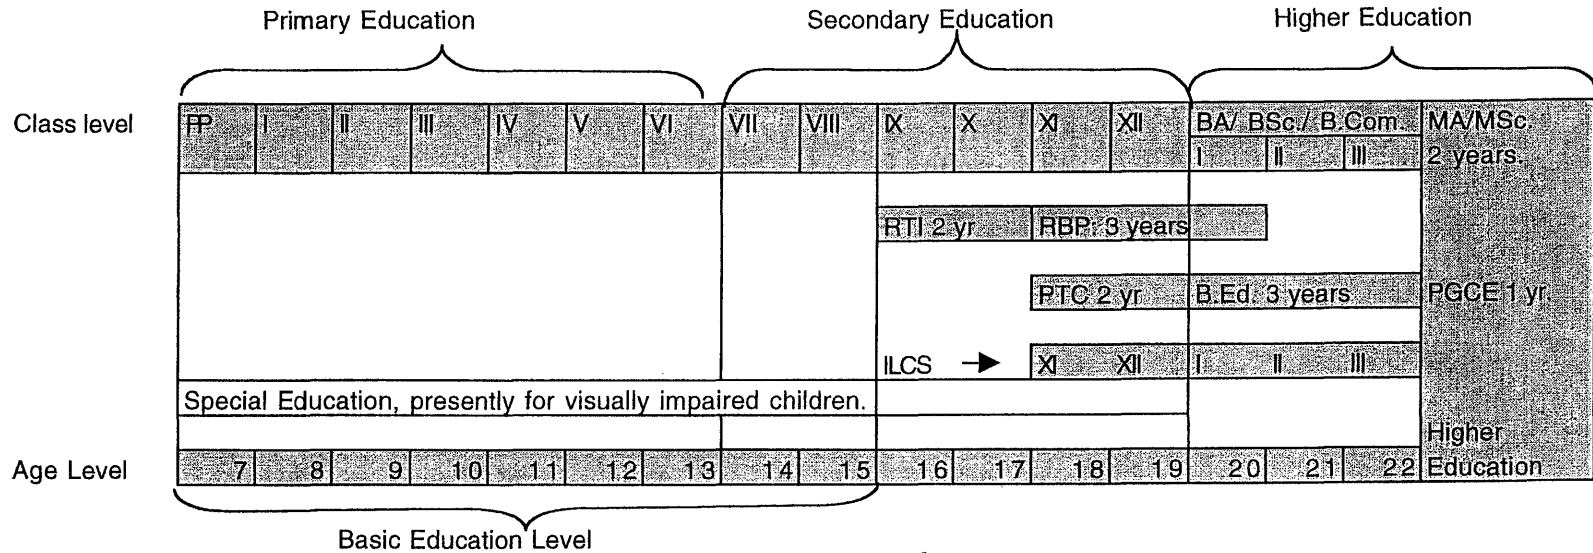 Primary Education Secondary Education Higher Education
Class level PP I II III IV V VI VII VIII IX X XI XII BA/ BSc./ B.Com. MA/MSc.
I II III 2 years.
RTI 2 yr RBP: 3 years
PTC 2 yr B.Ed. 3 years PGCE 1 yr.
ILCS XI XII I II III
Special Education, presently for visually impaired children.
Higher
Age Level 7 8 9 10 11 12 13 14 15 16 17 18 19 20 21 22 Education
Basic Education Level